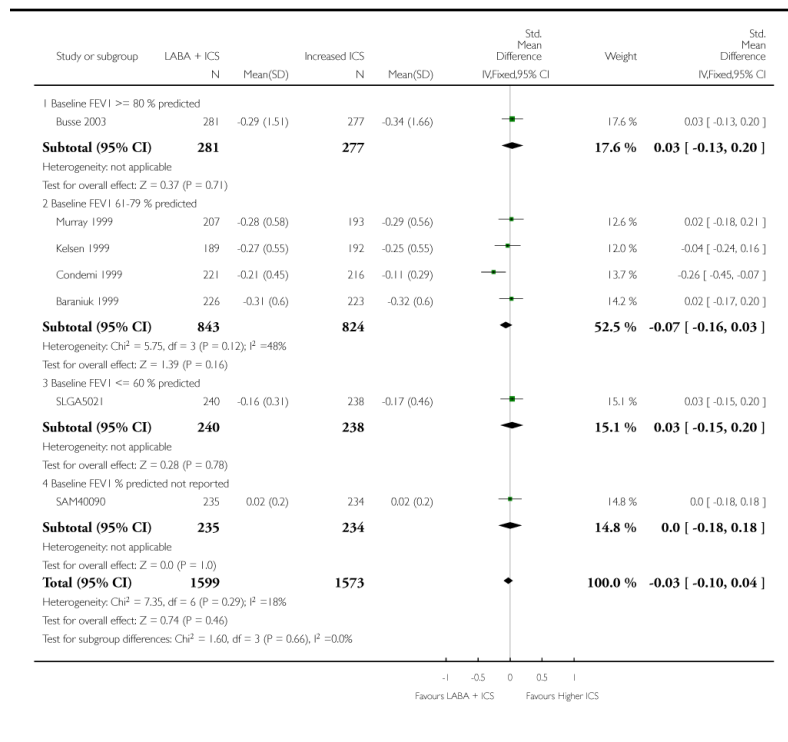 Study or subgroup LABA + ICS Increased ICS Std. Mean Difference Weight Std. Mean Difference
N Mean(SD) N Mean(SD) IV,Fixed,95% CI IV,Fixed,95% CI
1 Baseline FEV1 >= 80 % predicted
Busse 2003 281 -0.29 (1.51) 277 -0.34 (1.66) 17.6 % 0.03 [ -0.13, 0.20 ]
Subtotal (95% CI) 281 277 17.6 % 0.03 [ -0.13, 0.20 ]
Heterogeneity: not applicable
Test for overall effect: Z = 0.37 (P = 0.71)
2 Baseline FEV1 61-79 % predicted
Murray 1999 207 -0.28 (0.58) 193 -0.29 (0.56) 12.6 % 0.02 [ -0.18, 0.21 ]
Kelsen 1999 189 -0.27 (0.55) 192 -0.25 (0.55) 12.0 % -0.04 [ -0.24, 0.16 ]
Condemi 1999 221 -0.21 (0.45) 216 -0.11 (0.29) 13.7 % -0.26 [ -0.45, -0.07 ]
Baraniuk 1999 226 -0.31 (0.6) 223 -0.32 (0.6) 14.2 % 0.02 [ -0.17, 0.20 ]
Subtotal (95% CI) 843 824 52.5 % -0.07 [ -0.16, 0.03 ]
Heterogeneity: Chi² = 5.75, df = 3 (P = 0.12); I² =48%
Test for overall effect: Z = 1.39 (P = 0.16)
3 Baseline FEV1 <= 60 % predicted
SLGA5021 240 -0.16 (0.31) 238 -0.17 (0.46) 15.1 % 0.03 [ -0.15, 0.20 ]
Subtotal (95% CI) 240 238 15.1 % 0.03 [ -0.15, 0.20 ]
Heterogeneity: not applicable
Test for overall effect: Z = 0.28 (P = 0.78)
4 Baseline FEV1 % predicted not reported
SAM40090 235 0.02 (0.2) 234 0.02 (0.2) 14.8 % 0.0 [ -0.18, 0.18 ]
Subtotal (95% CI) 235 234 14.8 % 0.0 [ -0.18, 0.18 ]
Heterogeneity: not applicable
Test for overall effect: Z = 0.0 (P = 1.0)
Total (95% CI) 1599 1573 100.0 % -0.03 [ -0.10, 0.04 ]
Heterogeneity: Chi² = 7.35, df = 6 (P = 0.29); I² =18%
Test for overall effect: Z = 0.74 (P = 0.46)
Test for subgroup differences: Chi² = 1.60, df = 3 (P = 0.66), I² =0.0%
-1 -0.5 0 0.5 1
Favours LABA + ICS Favours Higher ICS